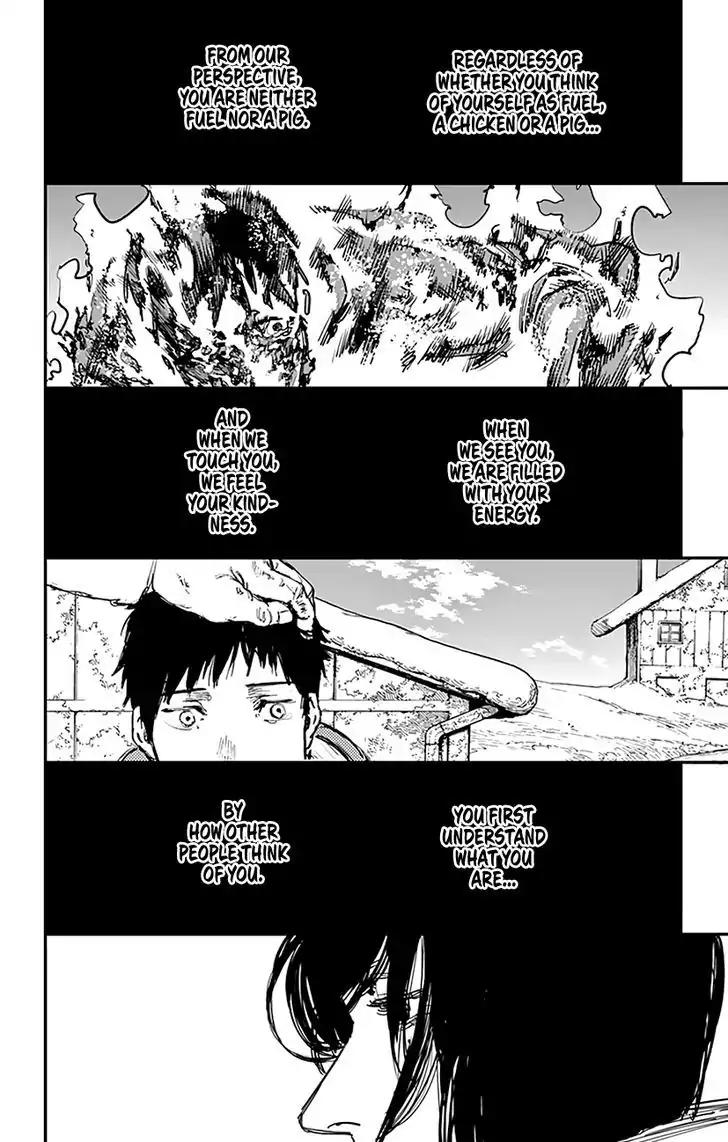 REGARDLESS OF
WHETHER YOU THINK
OF YOURSELF AS FUEL,
A CHICKEN OR A PIG...
FROM OUR
PERSPECTIVE,
YOU ARE NEITHER
FUEL NOR A PIG.
WHEN
WE SEE YOU,
WE ARE FILLED
WITH YOUR
ENERGY.
AND
WHEN WE
TOUCH YOU,
WE FEEL
YOUR KIND-
NESS.
YOU FIRST
UNDERSTAND
WHAT YOU
ARE...
BY
HOW OTHER
PEOPLE THINK
OF YOU.